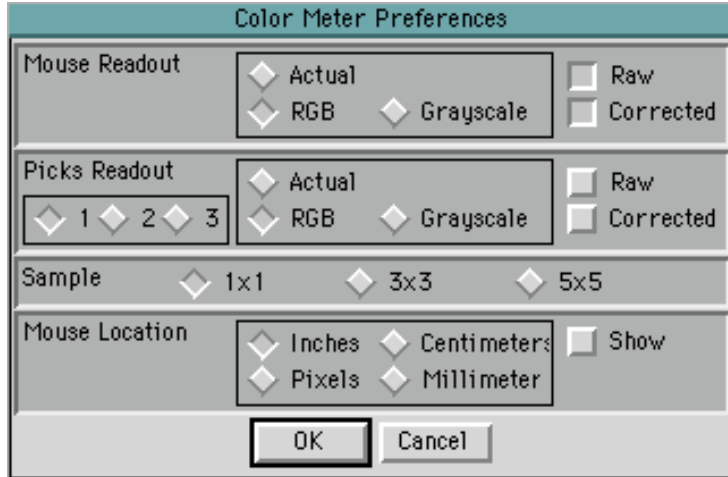 Color Meter Preferences
Mouse Readout
Actual
Raw
RGB
Grayscale
Corrected
Picks Readout
Actual
Raw
1 2 3
RGB
Grayscale
Corrected
Sample
1x1
3x3
5x5
Mouse Location
Inches
Centimeters
Show
Pixels
Millimeter
OK
Cancel